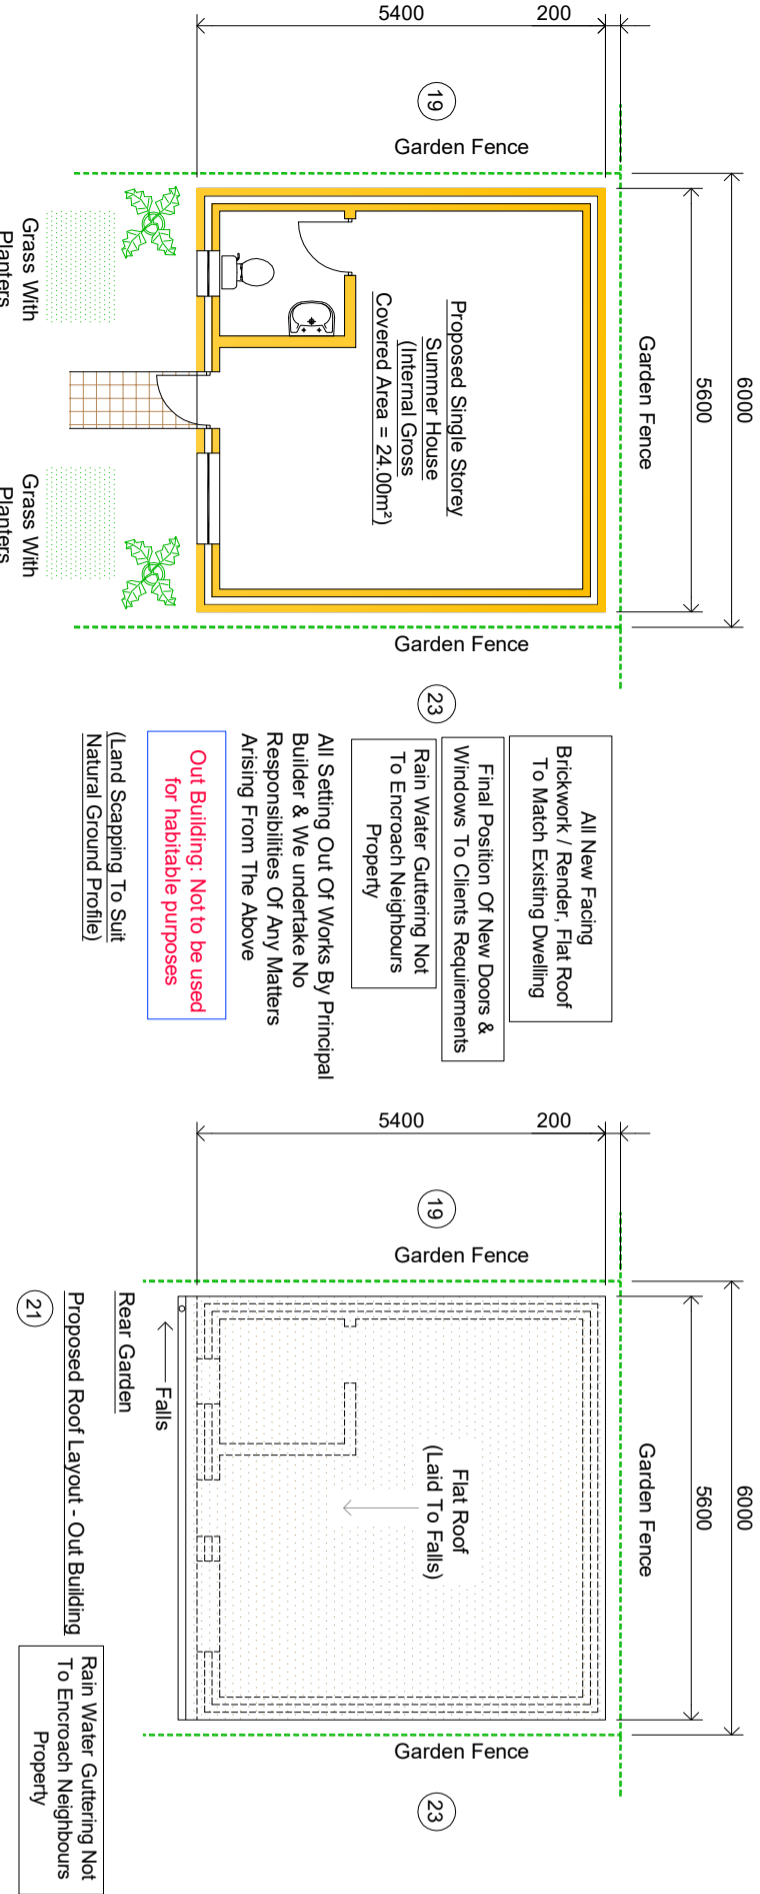 6000
5600
Garden Fence
5400
200
19
Garden Fence
Proposed Single Storey
Summer House
(Internal Gross
Covered Area = 24.00m²)
Garden Fence
23
Grass With
Planters
Grass With
Planters
All New Facing
Brickwork / Render, Flat Roof
To Match Existing Dwelling
Final Position Of New Doors &
Windows To Clients Requirements
Rain Water Guttering Not
To Encroach Neighbours
Property
All Setting Out Of Works By Principal
Builder & We undertake No
Responsibilities Of Any Matters
Arising From The Above
Out Building: Not to be used
for habitable purposes
(Land Scapping To Suit
Natural Ground Profile)
6000
5600
Garden Fence
5400
200
19
Garden Fence
Flat Roof
(Laid To Falls)
Garden Fence
23
Falls
Rear Garden
Proposed Roof Layout - Out Building
21
Rain Water Guttering Not
To Encroach Neighbours
Property